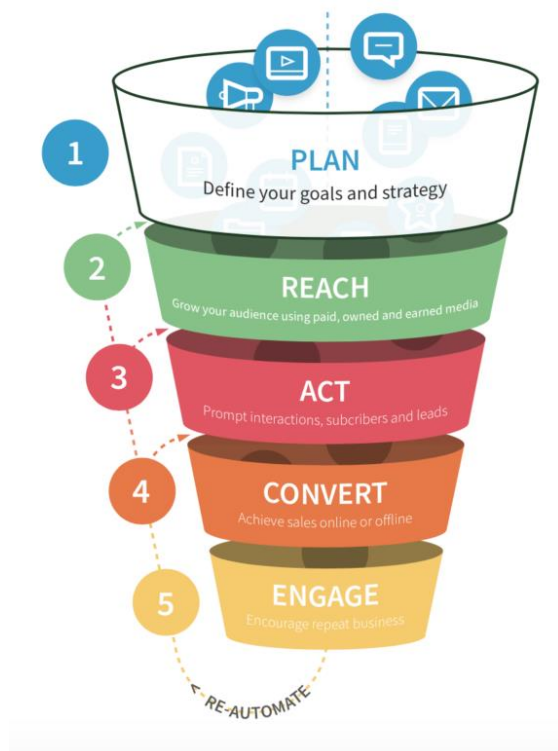 1
PLAN
Define your goals and strategy
2
REACH
Grow your audience using paid, owned and earned media
3
ACT
Prompt interactions, subcribers and leads
4
CONVERT
Achieve sales online or offline
5
ENGAGE
Encourage repeat business
< RE-AUTOMATE